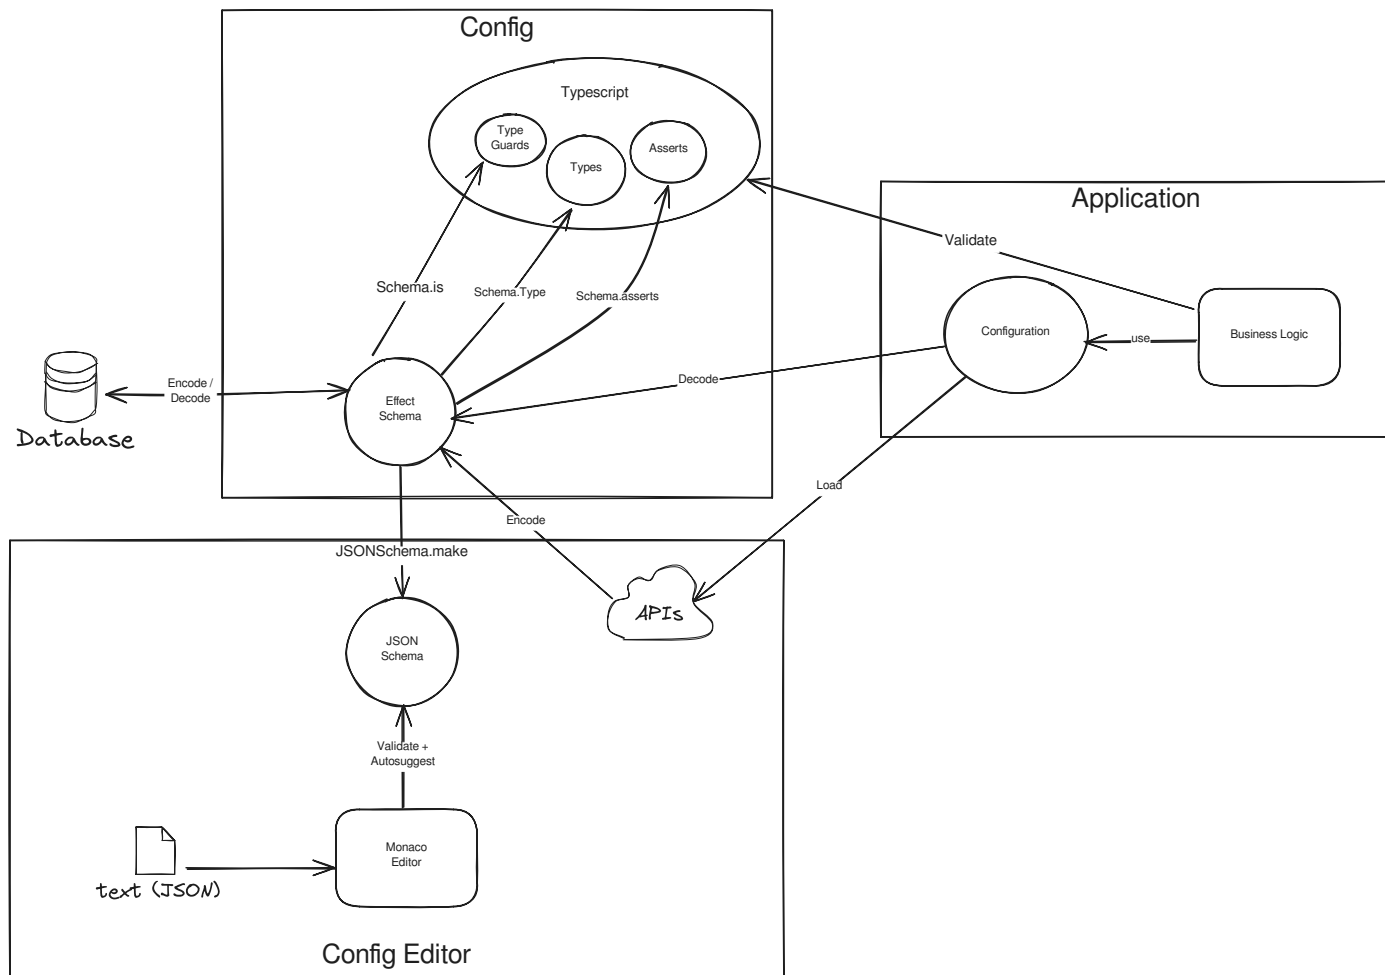 Config
Typescript
Type
Guards
Types
Asserts
Application
Validate
Schema.is
Schema.Type
Schema.asserts
Configuration
use
Business Logic
Encode /
Decode
Database
Effect
Schema
Decode
Load
Encode
JSONSchema.make
APIs
JSON
Schema
Validate +
Autosuggest
Monaco
Editor
text (JSON)
Config Editor